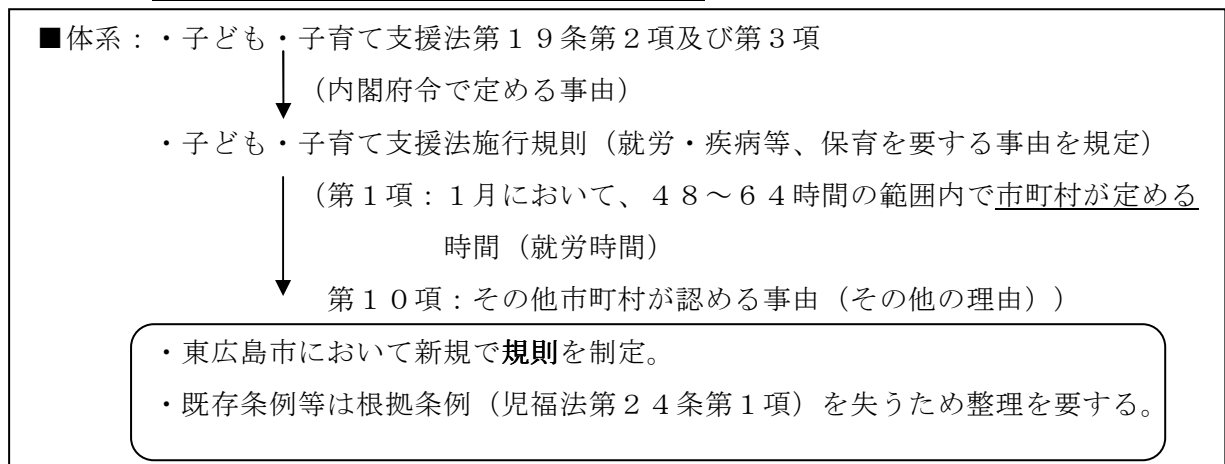 ■体系：・子ども・子育て支援法第１９条第２項及び第３項
（内閣府令で定める事由）
・子ども・子育て支援法施行規則（就労・疾病等、保育を要する事由を規定）
（第１項：１月において、４８～６４時間の範囲内で市町村が定める
時間（就労時間）
第１０項：その他市町村が認める事由（その他の理由））
・東広島市において新規で規則を制定。
・既存条例等は根拠条例（児福法第２４条第１項）を失うため整理を要する。